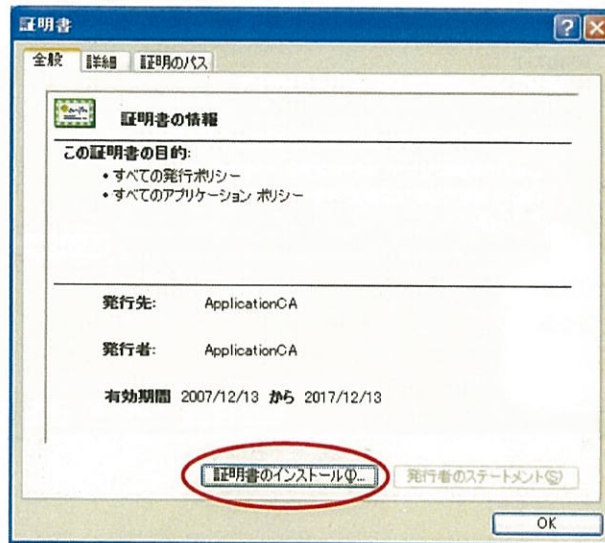 証明書
全般 詳細 証明のパス
証明書の情報
この証明書の目的:
• すべての発行ポリシー
• すべてのアプリケーション ポリシー
発行先: ApplicationCA
発行者: ApplicationCA
有効期間 2007/12/13 から 2017/12/13
証明書のインストール(I)... 発行者のステートメント(S)
OK